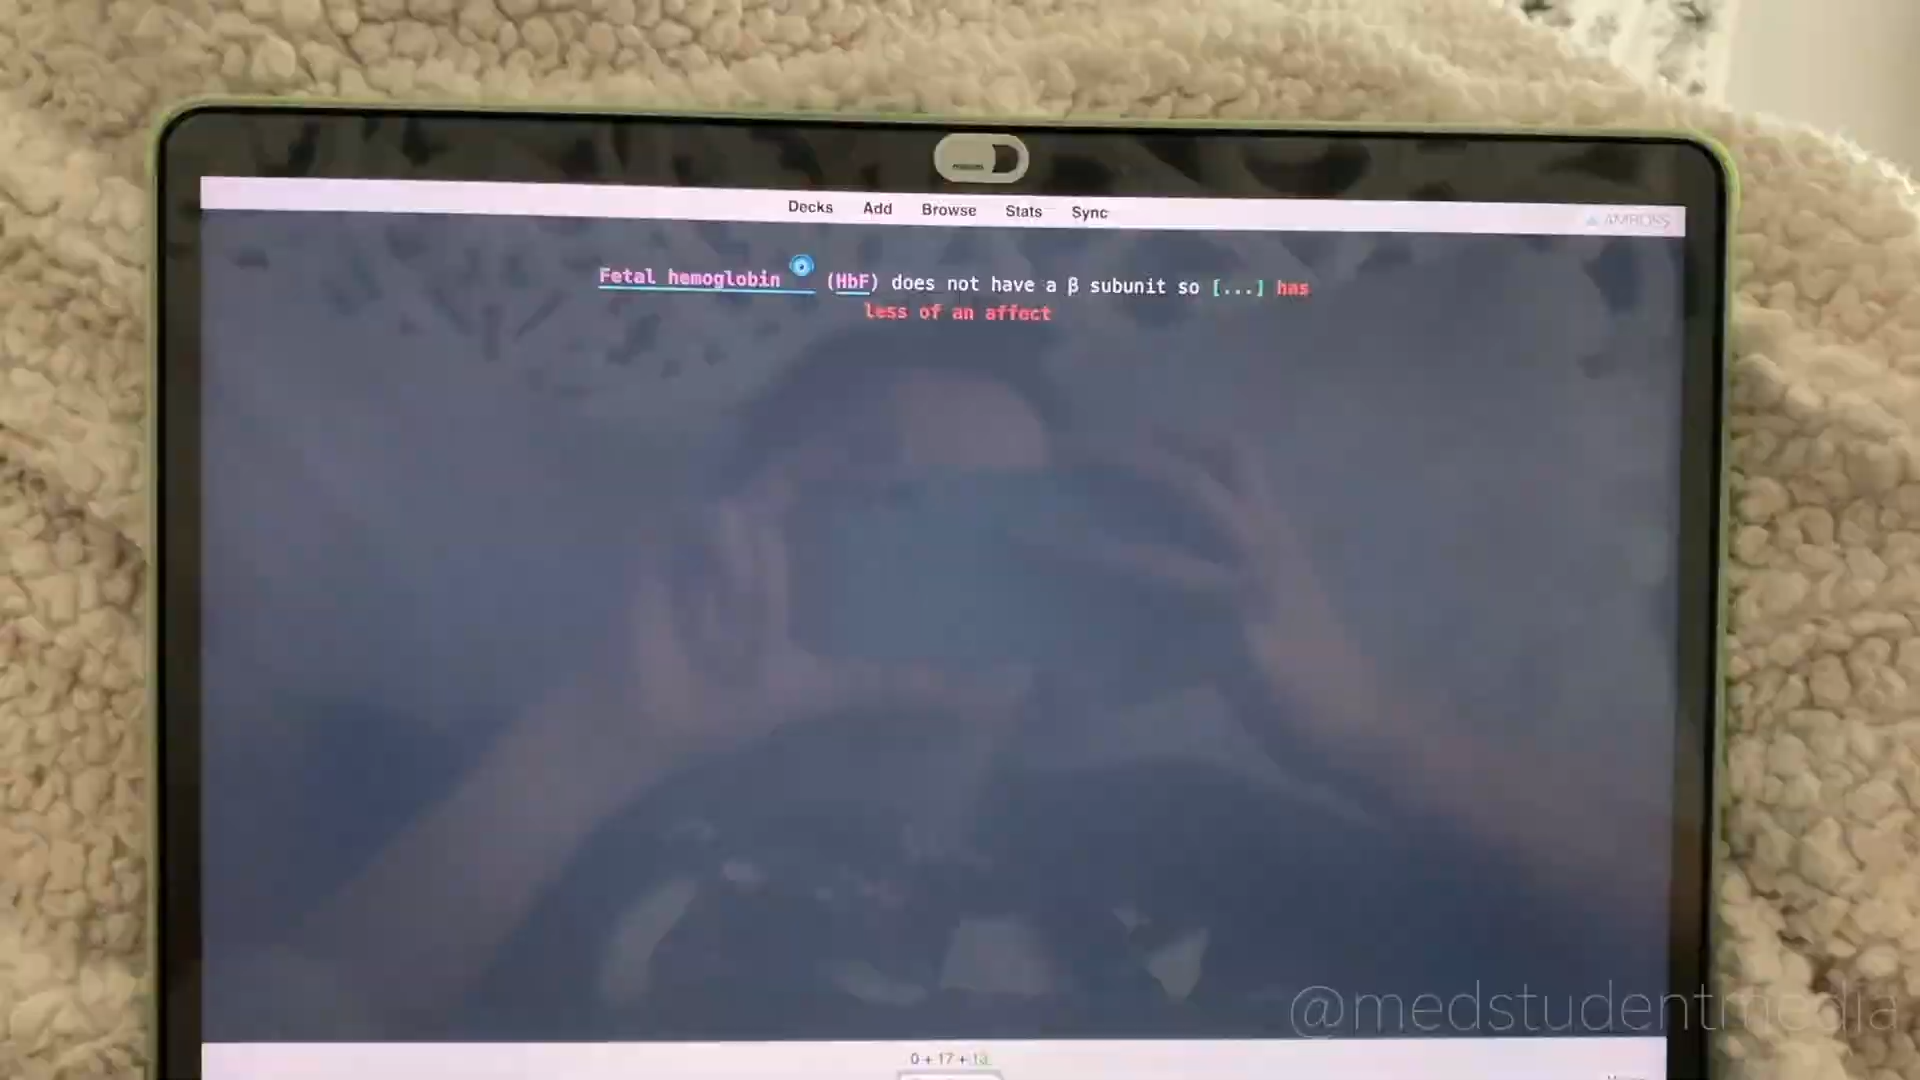 Decks Add Browse Stats Sync
AMBOSS
Fetal hemoglobin (HbF) does not have a β subunit so [...] has
less of an affect
@medstudentmedia
0 + 17 + 13